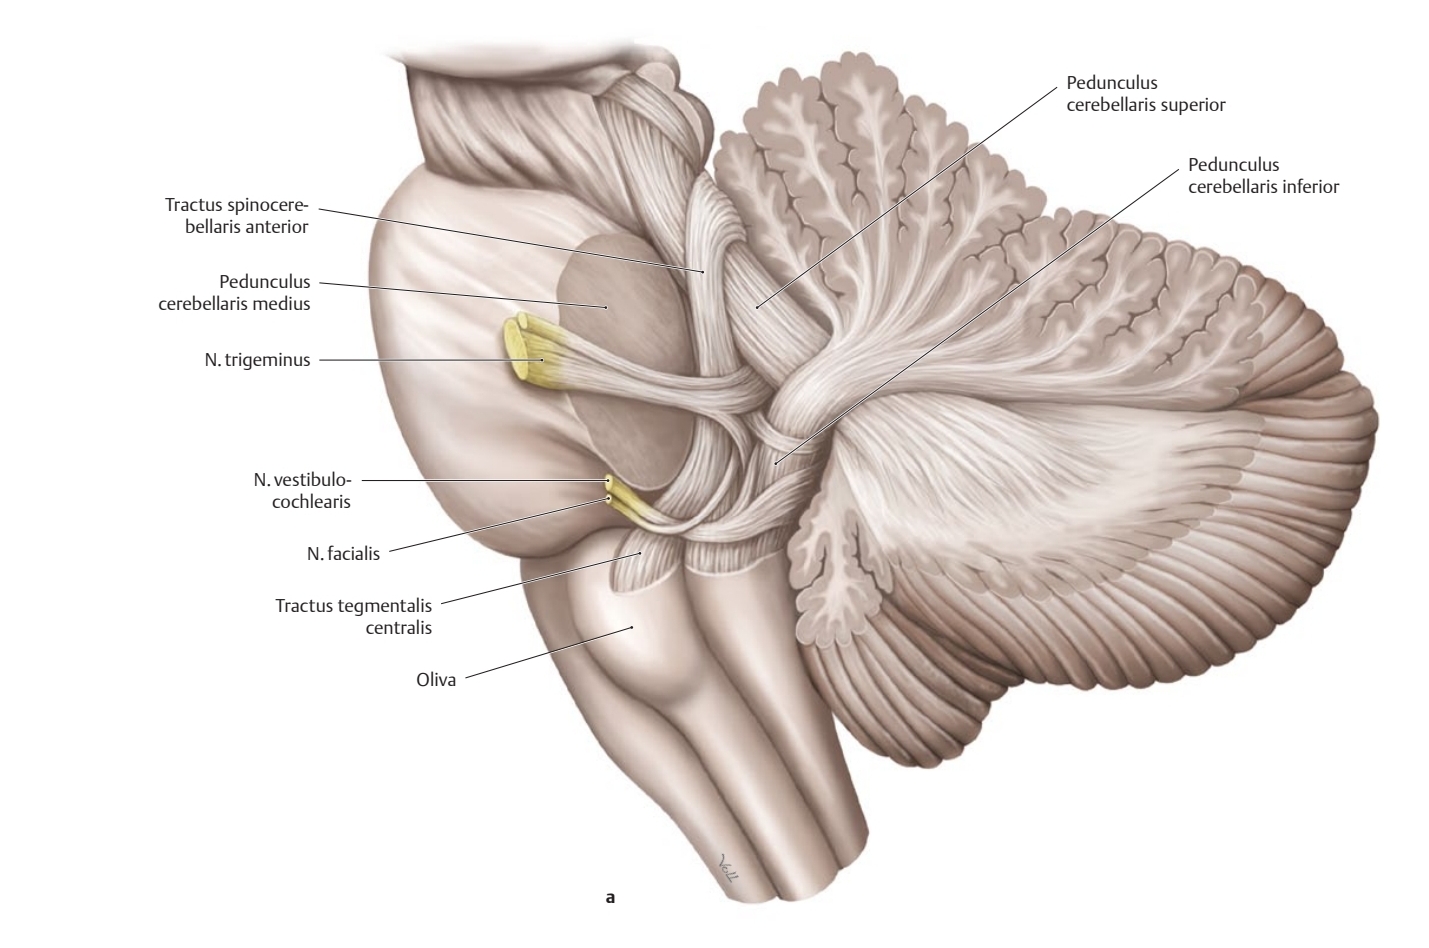 Pedunculus
cerebellaris superior
Pedunculus
cerebellaris inferior
Tractus spinocere-
bellaris anterior
Pedunculus
cerebellaris medius
N. trigeminus
N. vestibulo-
cochlearis
N. facialis
Tractus tegmentalis
centralis
Oliva
Voll
a